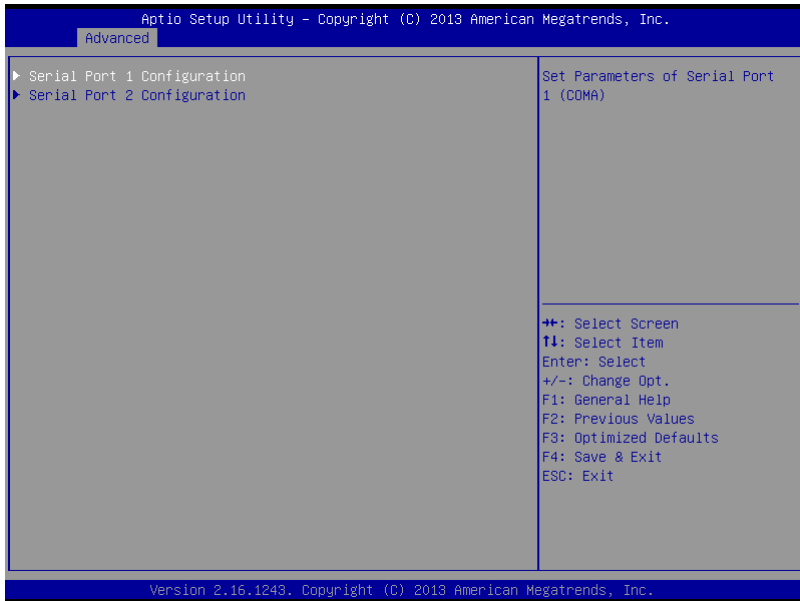 Aptio Setup Utility – Copyright (C) 2013 American Megatrends, Inc.
Advanced
▶ Serial Port 1 Configuration
▶ Serial Port 2 Configuration
Set Parameters of Serial Port
1 (COMA)
→←: Select Screen
↑↓: Select Item
Enter: Select
+/-: Change Opt.
F1: General Help
F2: Previous Values
F3: Optimized Defaults
F4: Save & Exit
ESC: Exit
Version 2.16.1243. Copyright (C) 2013 American Megatrends, Inc.